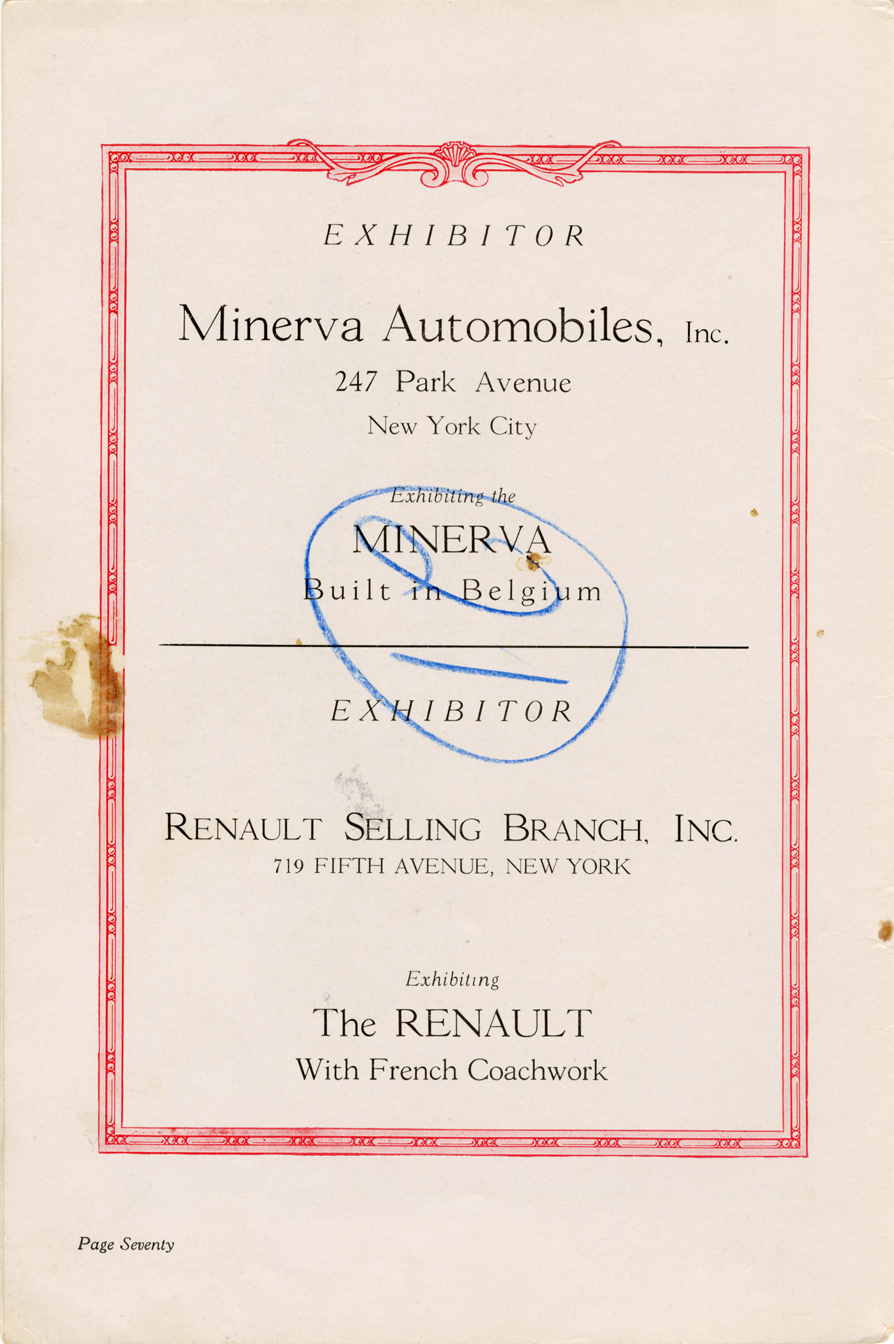 EXHIBITOR
Minerva Automobiles, Inc.
247 Park Avenue
New York City
Exhibiting the
MINERVA
Built in Belgium
EXHIBITOR
RENAULT SELLING BRANCH, INC.
719 FIFTH AVENUE, NEW YORK
Exhibiting
The RENAULT
With French Coachwork
Page Seventy